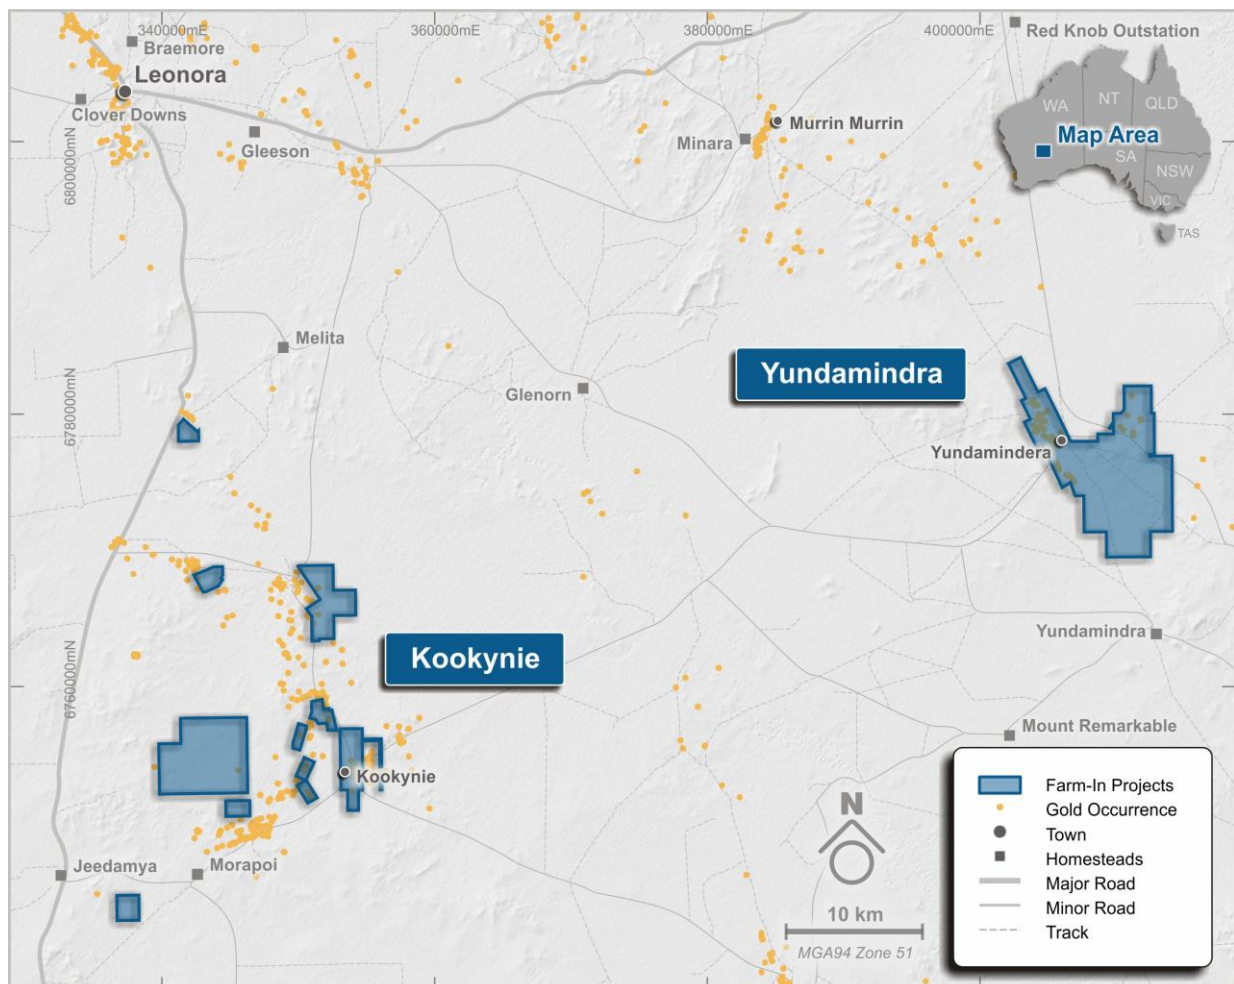 340000mE
360000mE
380000mE
400000mE
Red Knob Outstation
Braemore
Leonora
Clover Downs
Gleeson
Murrin Murrin
Minara
6800000mN
WA
NT
QLD
Map Area
SA
NSW
VIC
TAS
Melita
Glenorn
Yundamindra
6780000mN
Yundamindera
Kookynie
Yundamindra
6760000mN
Mount Remarkable
Kookynie
Jeedamya
Morapoi
N
10 km
MGA94 Zone 51
Farm-In Projects
Gold Occurrence
Town
Homesteads
Major Road
Minor Road
Track